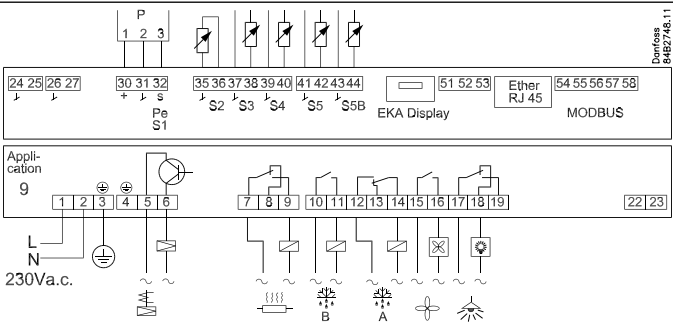 P
1 2 3
Danfoss
84B2748.11
24 25 26 27 30 31 32 35 36 37 38 39 40 41 42 43 44 51 52 53 54 55 56 57 58
+ s S2 S3 S4 S5 S5B
Pe
S1
EKA Display
Ether
RJ 45
MODBUS
Appli-
cation
9
1 2 3 4 5 6 7 8 9 10 11 12 13 14 15 16 17 18 19 22 23
L
N
230Va.c.
B A